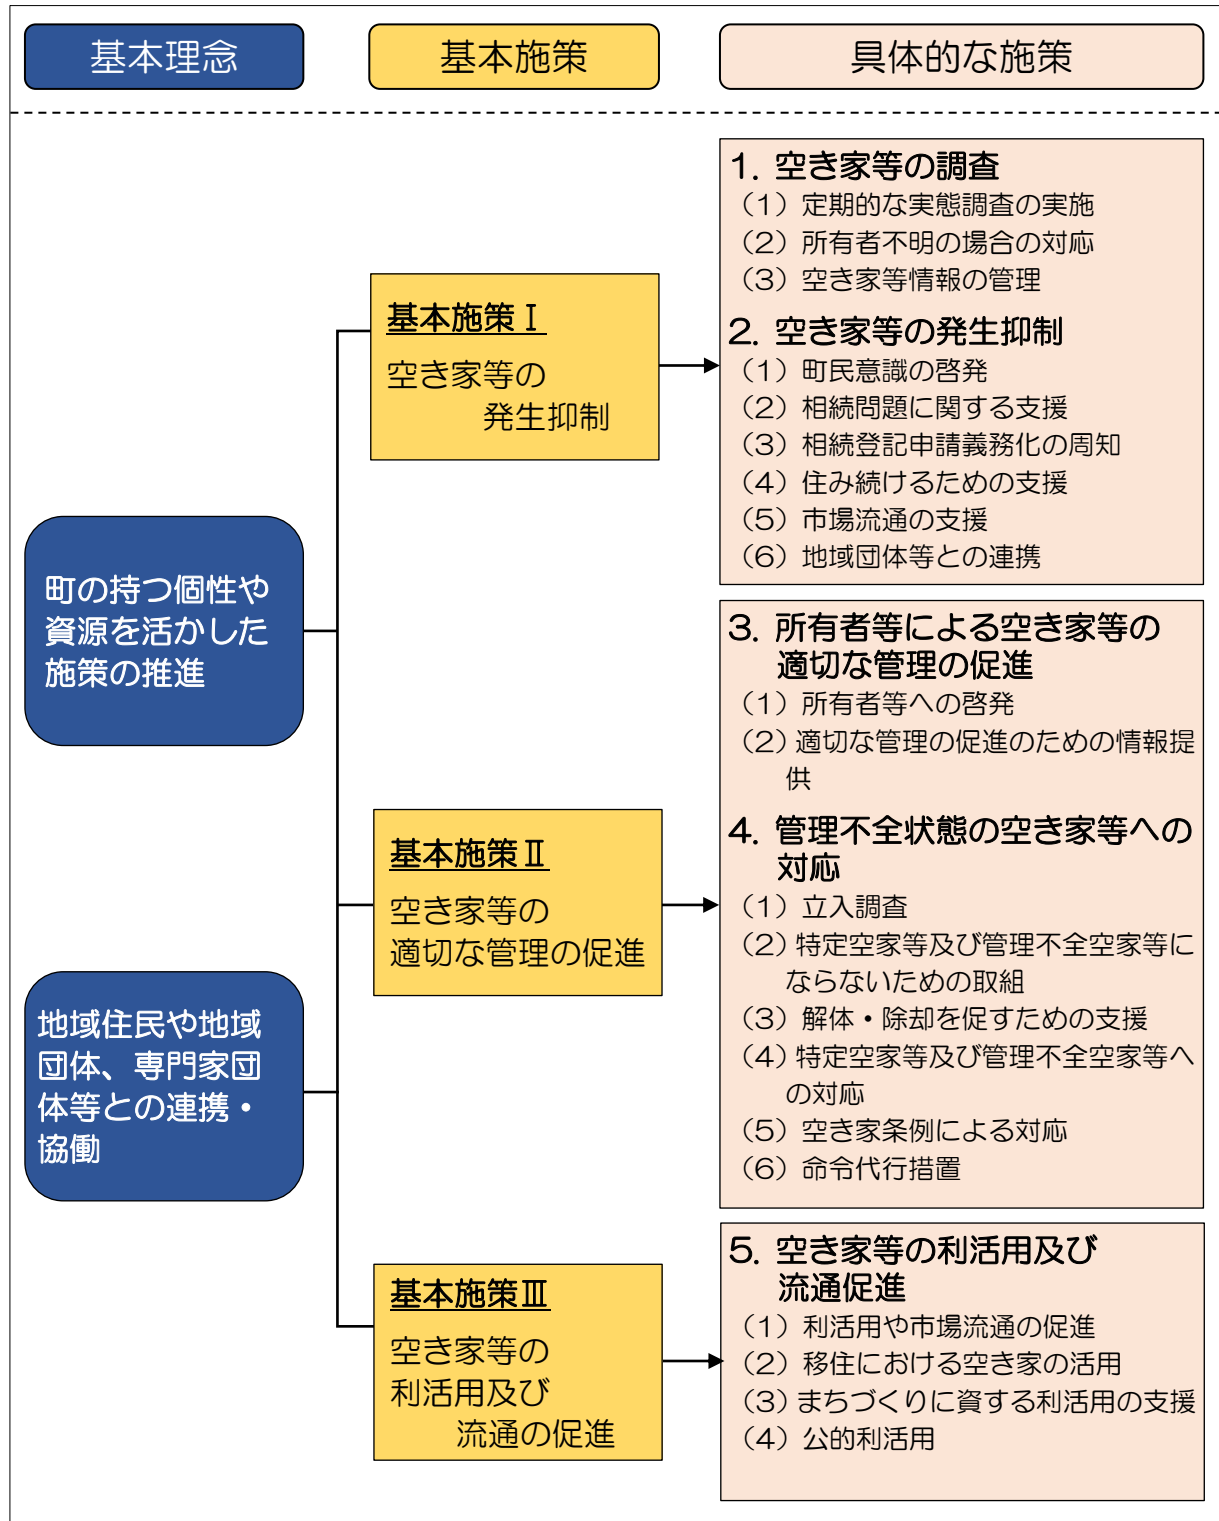 基本理念
基本施策
具体的な施策
町の持つ個性や
資源を活かした
施策の推進
地域住民や地域
団体、専門家団
体等との連携・
協働
基本施策Ⅰ
空き家等の
発生抑制
基本施策Ⅱ
空き家等の
適切な管理の促進
基本施策Ⅲ
空き家等の
利活用及び
流通の促進
1. 空き家等の調査
（1）定期的な実態調査の実施
（2）所有者不明の場合の対応
（3）空き家等情報の管理
2. 空き家等の発生抑制
（1）町民意識の啓発
（2）相続問題に関する支援
（3）相続登記申請義務化の周知
（4）住み続けるための支援
（5）市場流通の支援
（6）地域団体等との連携
3. 所有者等による空き家等の
適切な管理の促進
（1）所有者等への啓発
（2）適切な管理の促進のための情報提
供
4. 管理不全状態の空き家等への
対応
（1）立入調査
（2）特定空家等及び管理不全空家等に
ならないための取組
（3）解体・除却を促すための支援
（4）特定空家等及び管理不全空家等へ
の対応
（5）空き家条例による対応
（6）命令代行措置
5. 空き家等の利活用及び
流通促進
（1）利活用や市場流通の促進
（2）移住における空き家の活用
（3）まちづくりに資する利活用の支援
（4）公的利活用